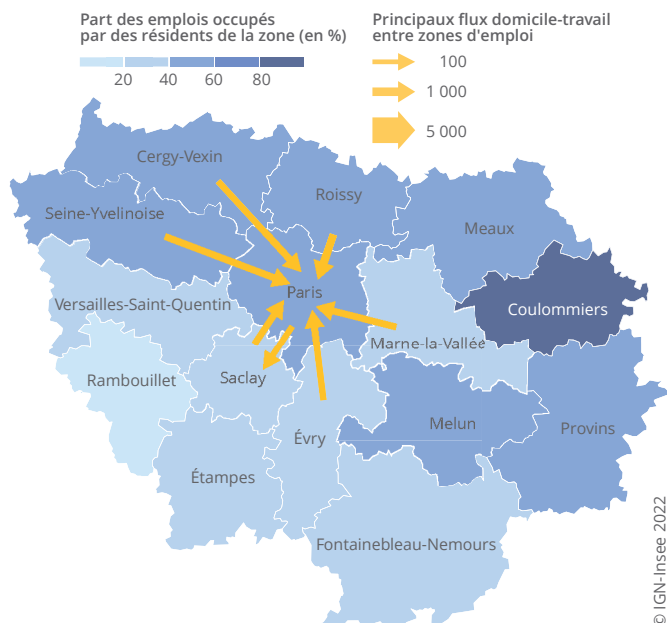 Part des emplois occupés
par des résidents de la zone (en %)
20 40 60 80
Principaux flux domicile-travail
entre zones d'emploi
100
1 000
5 000
Cergy-Vexin
Roissy
Seine-Yvelinoise
Meaux
Paris
Versailles-Saint-Quentin
Coulommiers
Marne-la-Vallée
Rambouillet
Saclay
Melun
Provins
Évry
Étampes
Fontainebleau-Nemours
© IGN-Insee 2022